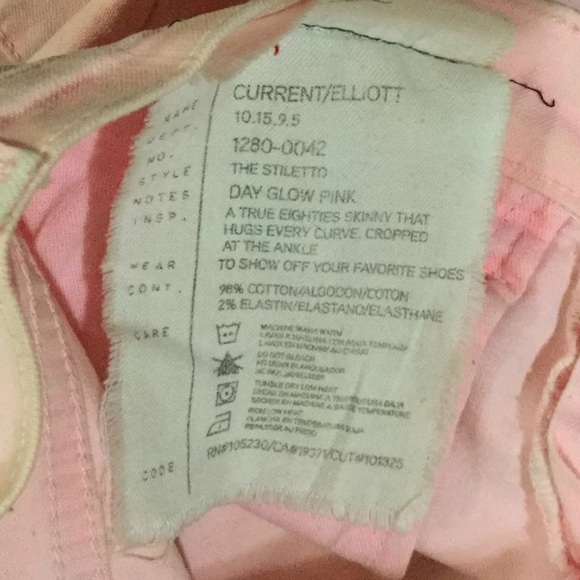 NAME CURRENT/ELLIOTT
DEPT. 10.15.9.5
NO. 1280-0042
STYLE THE STILETTO
NOTES DAY GLOW PINK
INSP. A TRUE EIGHTIES SKINNY THAT
HUGS EVERY CURVE. CROPPED
AT THE ANKLE
WEAR TO SHOW OFF YOUR FAVORITE SHOES
CONT. 98% COTTON/ALGODON/COTON
2% ELASTIN/ELASTANO/ELASTHANE
CARE MACHINE WASH WARM
DO NOT BLEACH
TUMBLE DRY LOW HEAT
IRON LOW HEAT
CODE RN#105230/CA#19371/CUT#101325